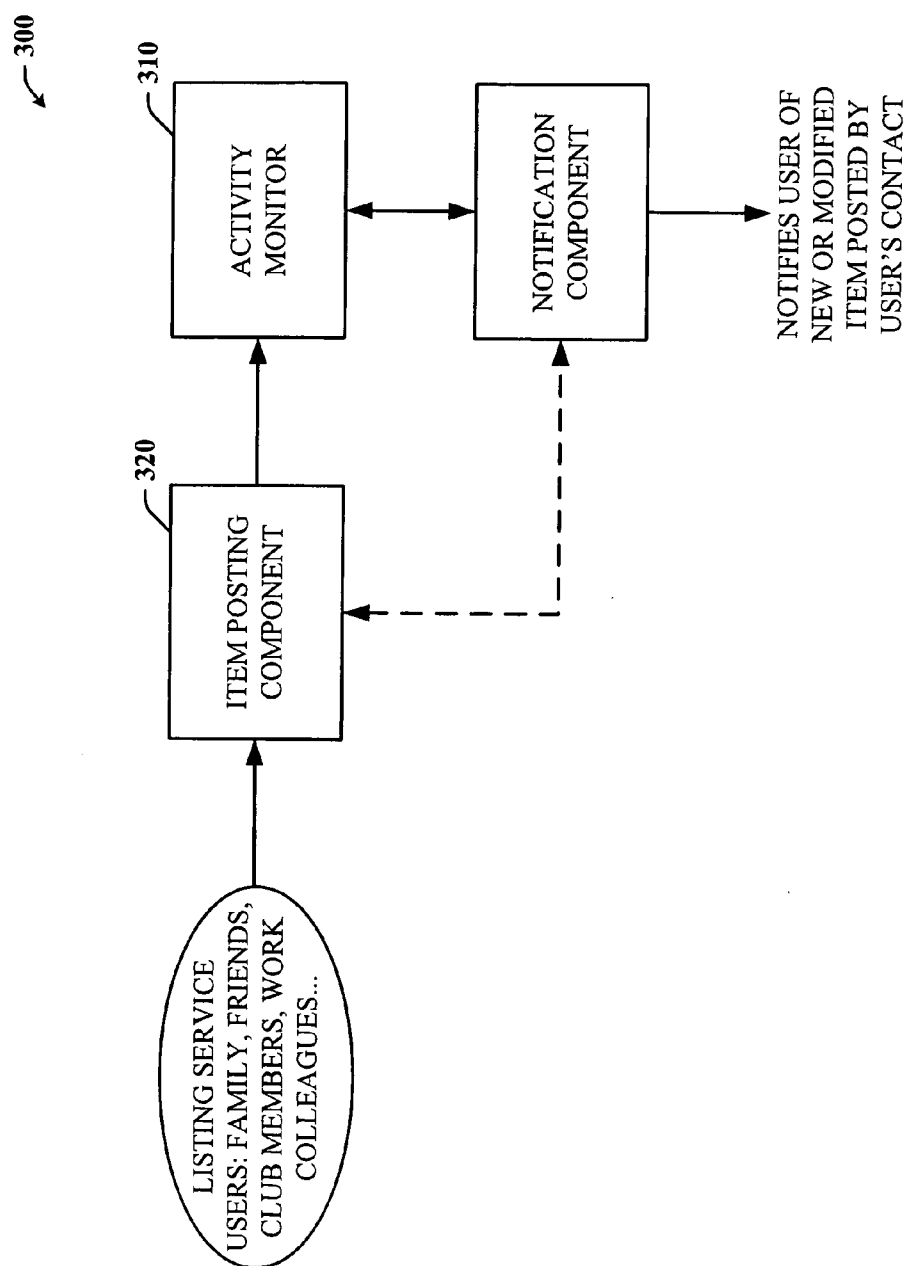 300
LISTING SERVICE
USERS: FAMILY, FRIENDS,
CLUB MEMBERS, WORK
COLLEAGUES...
320
ITEM POSTING
COMPONENT
310
ACTIVITY
MONITOR
NOTIFICATION
COMPONENT
NOTIFIES USER OF
NEW OR MODIFIED
ITEM POSTED BY
USER'S CONTACT